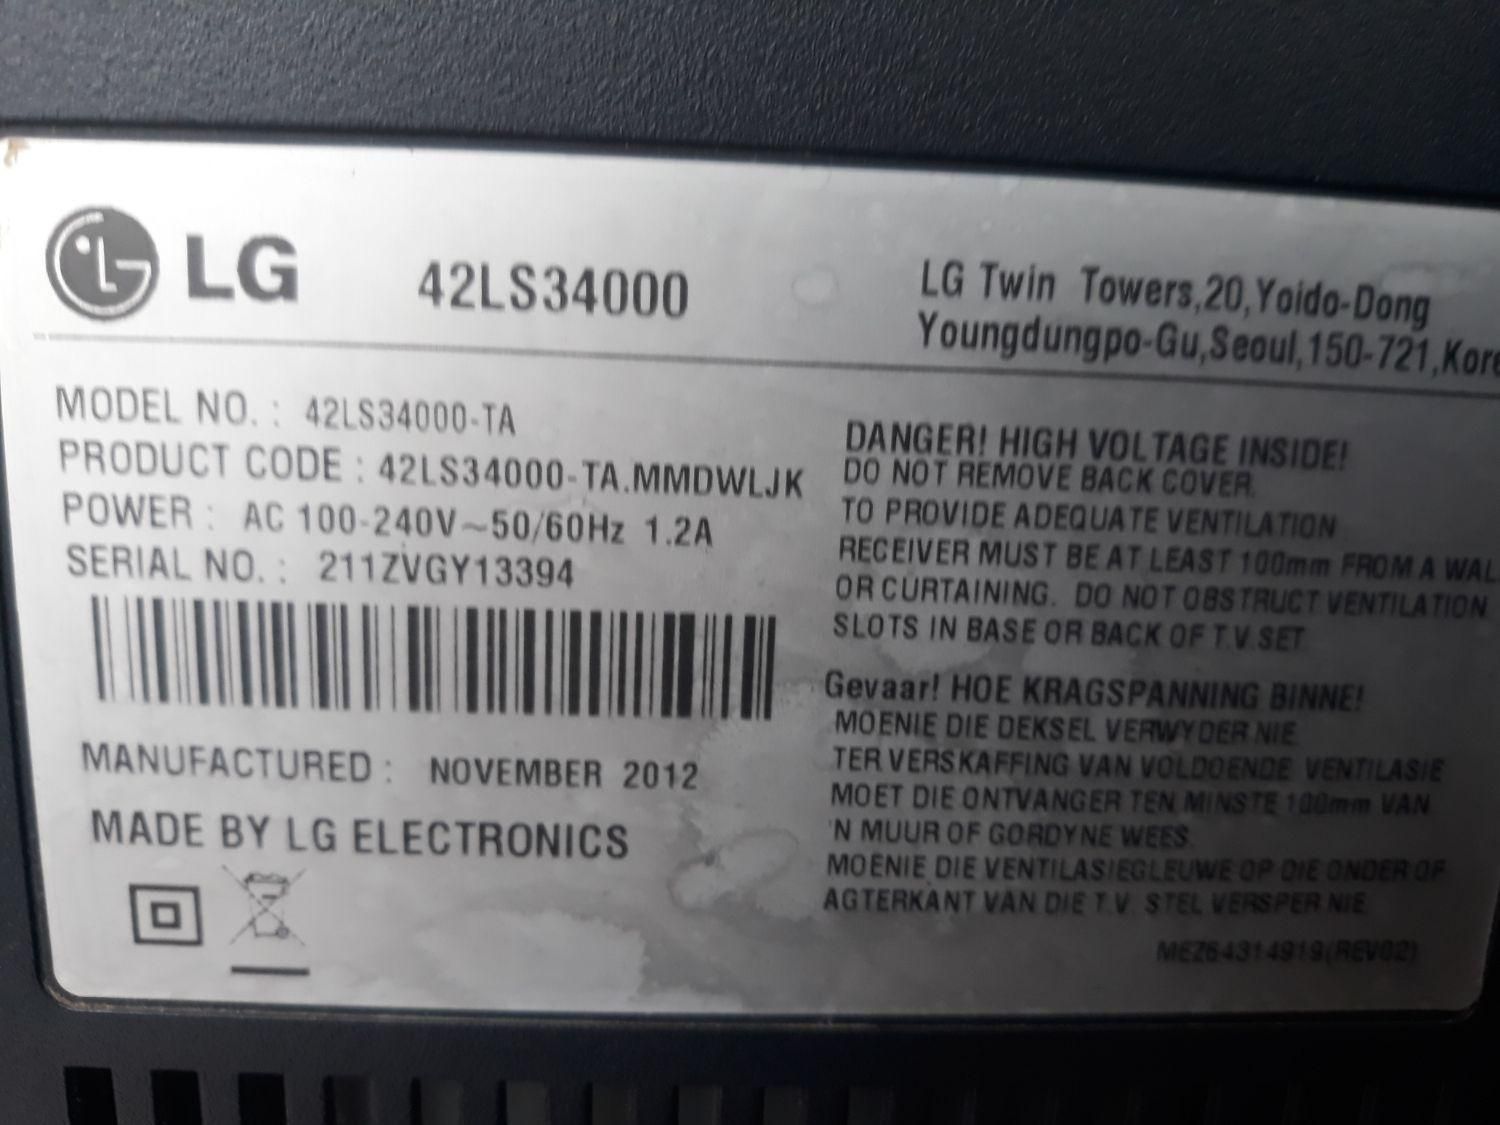 LG 42LS34000
LG Twin Towers,20,Yoido-Dong
Youngdungpo-Gu,Seoul,150-721,Kore
MODEL NO. : 42LS34000-TA
PRODUCT CODE : 42LS34000-TA.MMDWLJK
POWER : AC 100-240V~50/60Hz 1.2A
SERIAL NO. : 211ZVGY13394
MANUFACTURED : NOVEMBER 2012
MADE BY LG ELECTRONICS
DANGER! HIGH VOLTAGE INSIDE!
DO NOT REMOVE BACK COVER.
TO PROVIDE ADEQUATE VENTILATION
RECEIVER MUST BE AT LEAST 100mm FROM A WAL
OR CURTAINING. DO NOT OBSTRUCT VENTILATION
SLOTS IN BASE OR BACK OF T.V. SET.
Gevaar! HOE KRAGSPANNING BINNE!
MOENIE DIE DEKSEL VERWYDER NIE.
TER VERSKAFFING VAN VOLDOENDE VENTILASIE
MOET DIE ONTVANGER TEN MINSTE 100mm VAN
'N MUUR OF GORDYNE WEES.
MOENIE DIE VENTILASIEGLEUWE OP DIE ONDER OF
AGTERKANT VAN DIE T.V. STEL VERSPER NIE.
MEZ64314919(REV02)